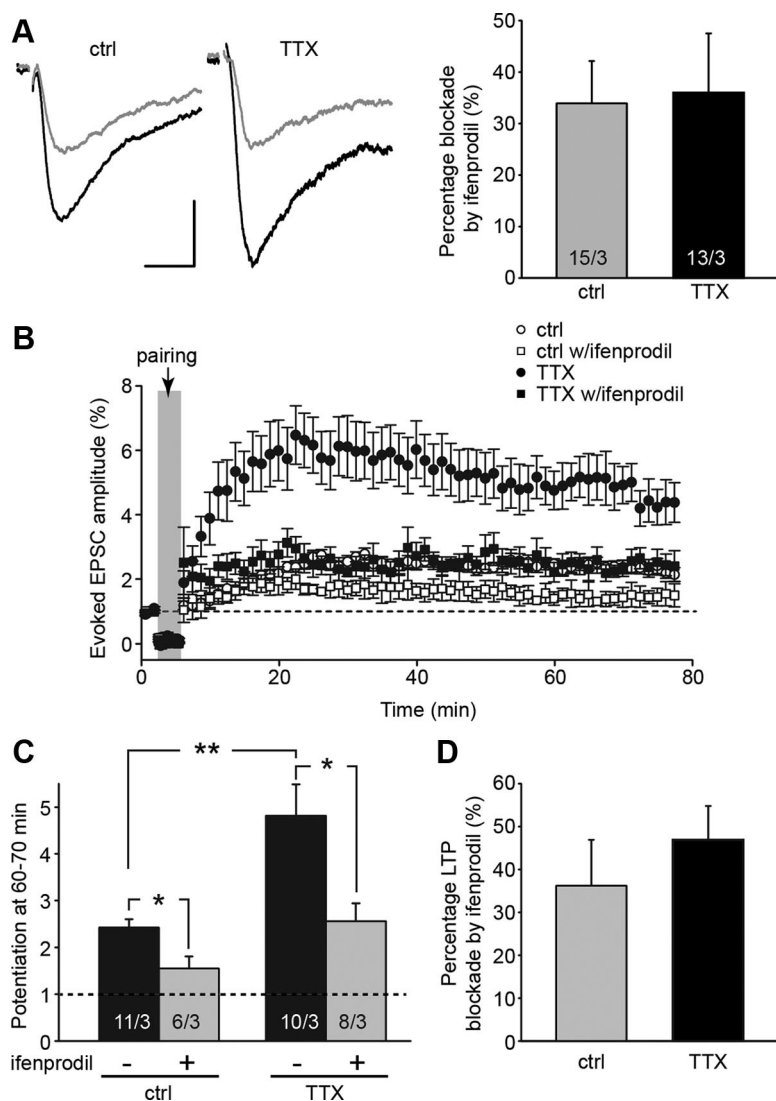 A
ctrl
TTX
Percentage blockade
by ifenprodil (%)
50
40
30
20
10
0
15/3
13/3
ctrl
TTX
B
pairing
ctrl
ctrl w/ifenprodil
TTX
TTX w/ifenprodil
Evoked EPSC amplitude (%)
8
6
4
2
0
0
20
40
60
80
Time (min)
C
**
*
*
Potentiation at 60-70 min
5
4
3
2
1
0
11/3
6/3
10/3
8/3
ifenprodil
-
+
-
+
ctrl
TTX
D
Percentage LTP
blockade by ifenprodil (%)
60
50
40
30
20
10
0
ctrl
TTX